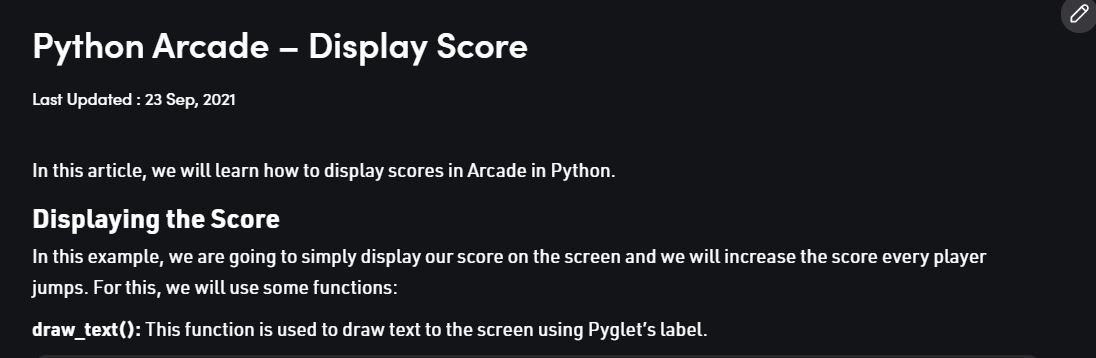 Python Arcade – Display Score
Last Updated : 23 Sep, 2021
In this article, we will learn how to display scores in Arcade in Python.
Displaying the Score
In this example, we are going to simply display our score on the screen and we will increase the score every player
jumps. For this, we will use some functions:
draw_text(): This function is used to draw text to the screen using Pyglet’s label.